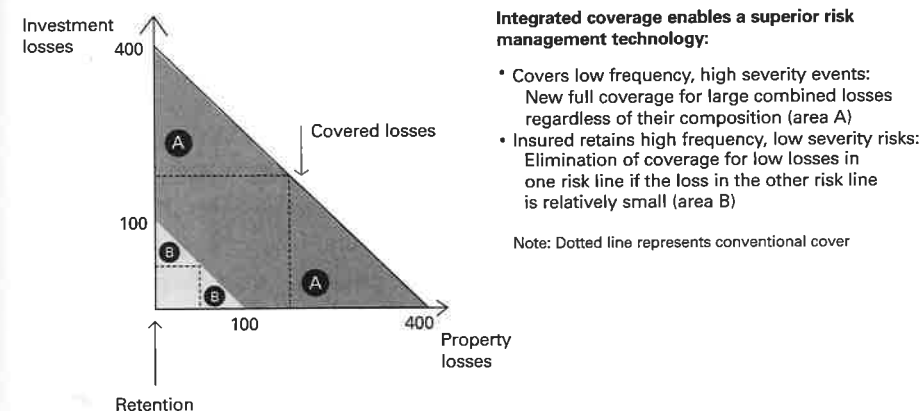 Investment
losses
400
A
Covered losses
100
B
B
A
100
400
Property
losses
Retention
Integrated coverage enables a superior risk
management technology:
• Covers low frequency, high severity events:
New full coverage for large combined losses
regardless of their composition (area A)
• Insured retains high frequency, low severity risks:
Elimination of coverage for low losses in
one risk line if the loss in the other risk line
is relatively small (area B)
Note: Dotted line represents conventional cover